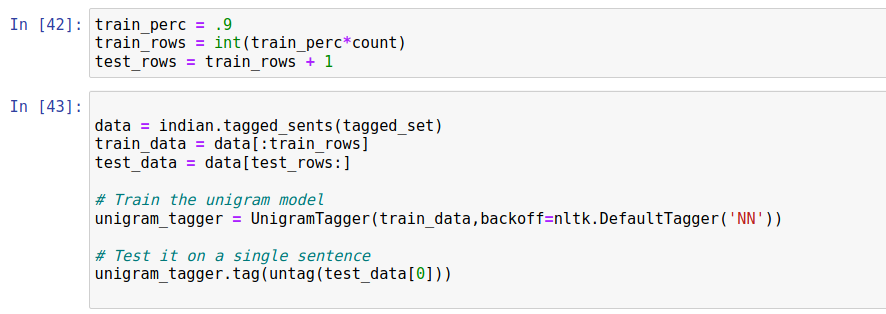 In [42]: train_perc = .9
train_rows = int(train_perc*count)
test_rows = train_rows + 1
In [43]:
data = indian.tagged_sents(tagged_set)
train_data = data[:train_rows]
test_data = data[test_rows:]
# Train the unigram model
unigram_tagger = UnigramTagger(train_data,backoff=nltk.DefaultTagger('NN'))
# Test it on a single sentence
unigram_tagger.tag(untag(test_data[0]))